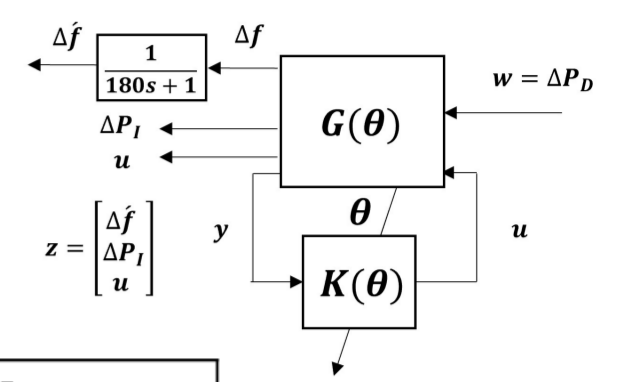 Δf́
1
180s + 1
Δf
G(θ)
w = ΔP_D
ΔP_I
u
θ
z = [Δf́
ΔP_I
u]
y
u
K(θ)